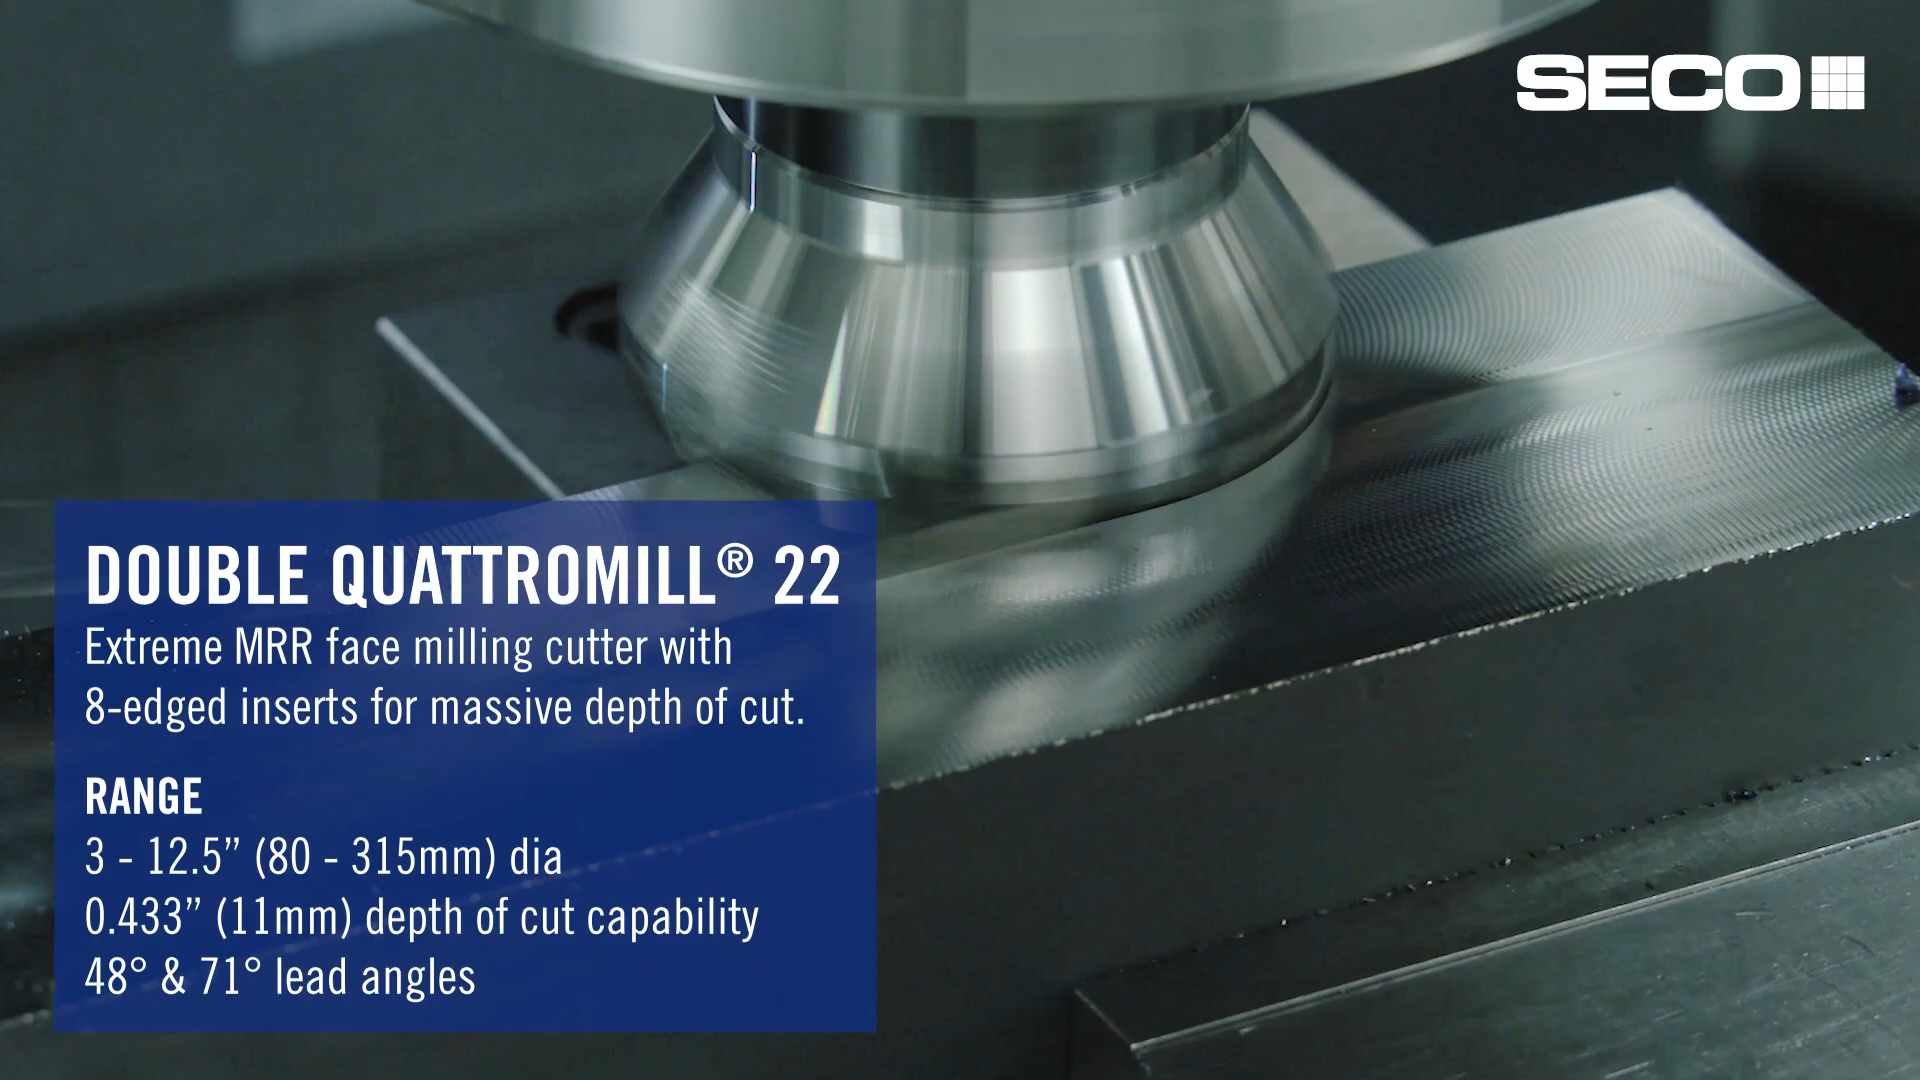 SECO
DOUBLE QUATTROMILL® 22
Extreme MRR face milling cutter with
8-edged inserts for massive depth of cut.
RANGE
3 - 12.5” (80 - 315mm) dia
0.433” (11mm) depth of cut capability
48° & 71° lead angles